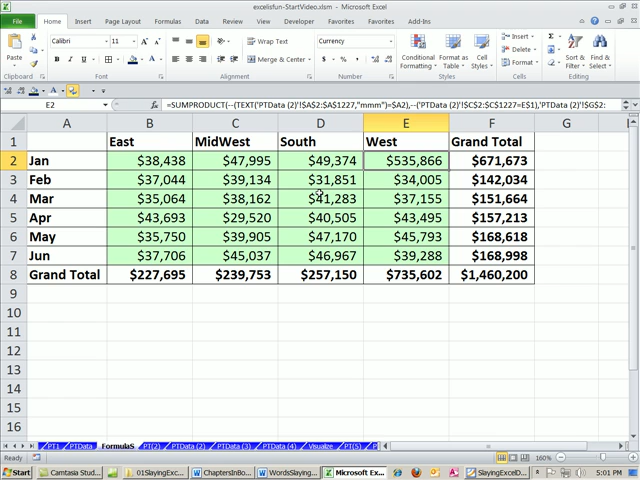 excelisfun-StartVideo.xlsm - Microsoft Excel
File Home Insert Page Layout Formulas Data Review View Developer Add-Ins
Paste Calibri 11 Wrap Text Currency Conditional Formatting Format as Table Cell Styles Insert Sort & Filter Find & Select
B I U Merge & Center $ % , Delete
Format
Clipboard Font Alignment Number Styles Cells Editing
E2 fx =SUMPRODUCT(--(TEXT('PTData (2)'!$A$2:$A$1227,"mmm")=$A2),--('PTData (2)'!$C$2:$C$1227=E$1),'PTData (2)'!$G$2:
A B C D E F G
1 East MidWest South West Grand Total
2 Jan $38,438 $47,995 $49,374 $535,866 $671,673
3 Feb $37,044 $39,134 $31,851 $34,005 $142,034
4 Mar $35,064 $38,162 $41,283 $37,155 $151,664
5 Apr $43,693 $29,520 $40,505 $43,495 $157,213
6 May $35,750 $39,905 $47,170 $45,793 $168,618
7 Jun $37,706 $45,037 $46,967 $39,288 $168,998
8 Grand Total $227,695 $239,753 $257,150 $735,602 $1,460,200
9
10
11
12
13
14
15
16
PT1 PTData FormulaS PT(2) PTData (2) PTData (3) PTData (4) Visualize PT(5)
Ready 160%
Start Camtasia Stud... 01SlayingExc... ChaptersInBo... WordsSlaying... Microsoft Ex... SlayingExcelD... 5:01 PM